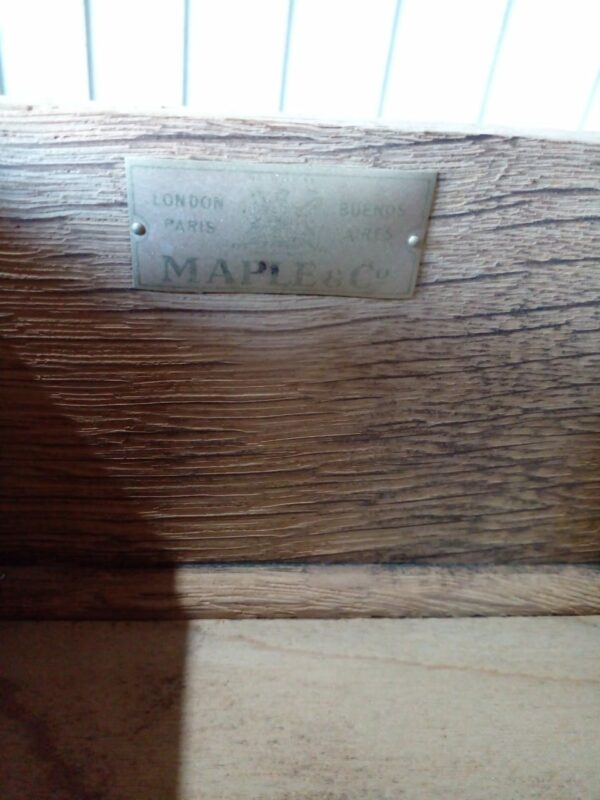 LONDON BUENOS
PARIS AIRES
MAPLE & Co